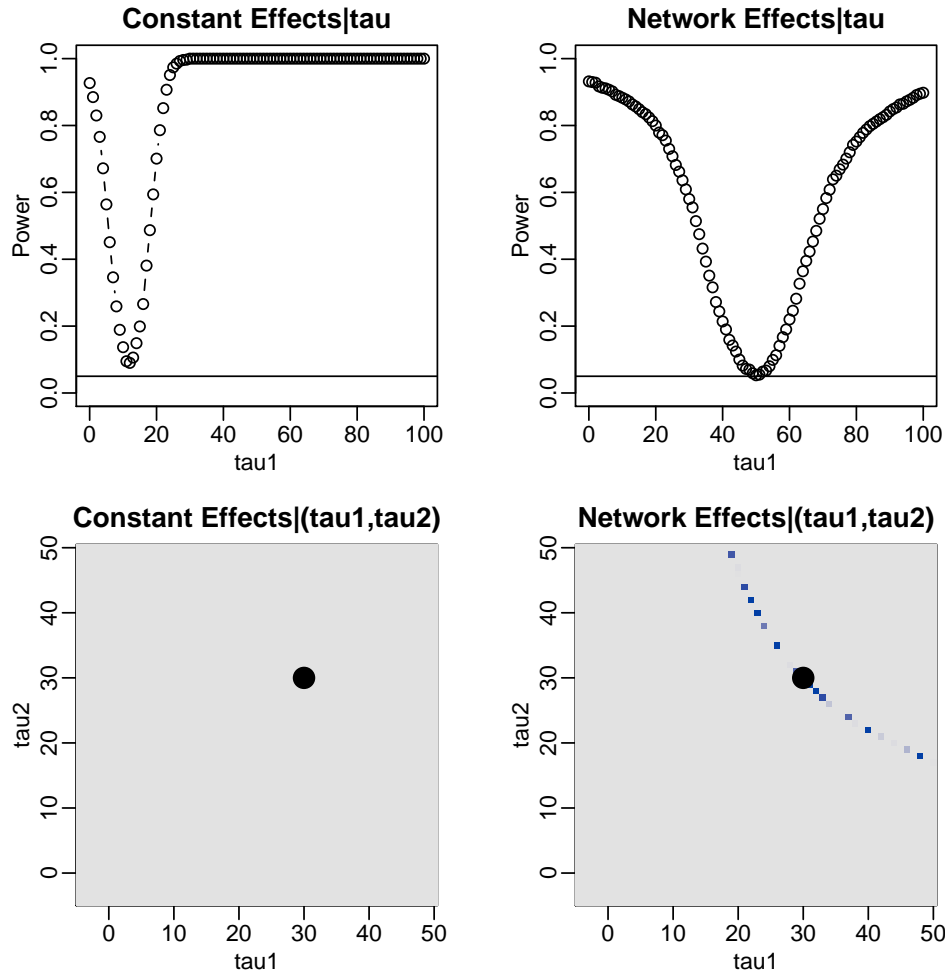 Constant Effects|tau
Power
0.0 0.2 0.4 0.6 0.8 1.0
0 20 40 60 80 100
tau1
Network Effects|tau
Power
0.0 0.2 0.4 0.6 0.8 1.0
0 20 40 60 80 100
tau1
Constant Effects|(tau1,tau2)
tau2
0 10 20 30 40 50
0 10 20 30 40 50
tau1
Network Effects|(tau1,tau2)
tau2
0 10 20 30 40 50
0 10 20 30 40 50
tau1